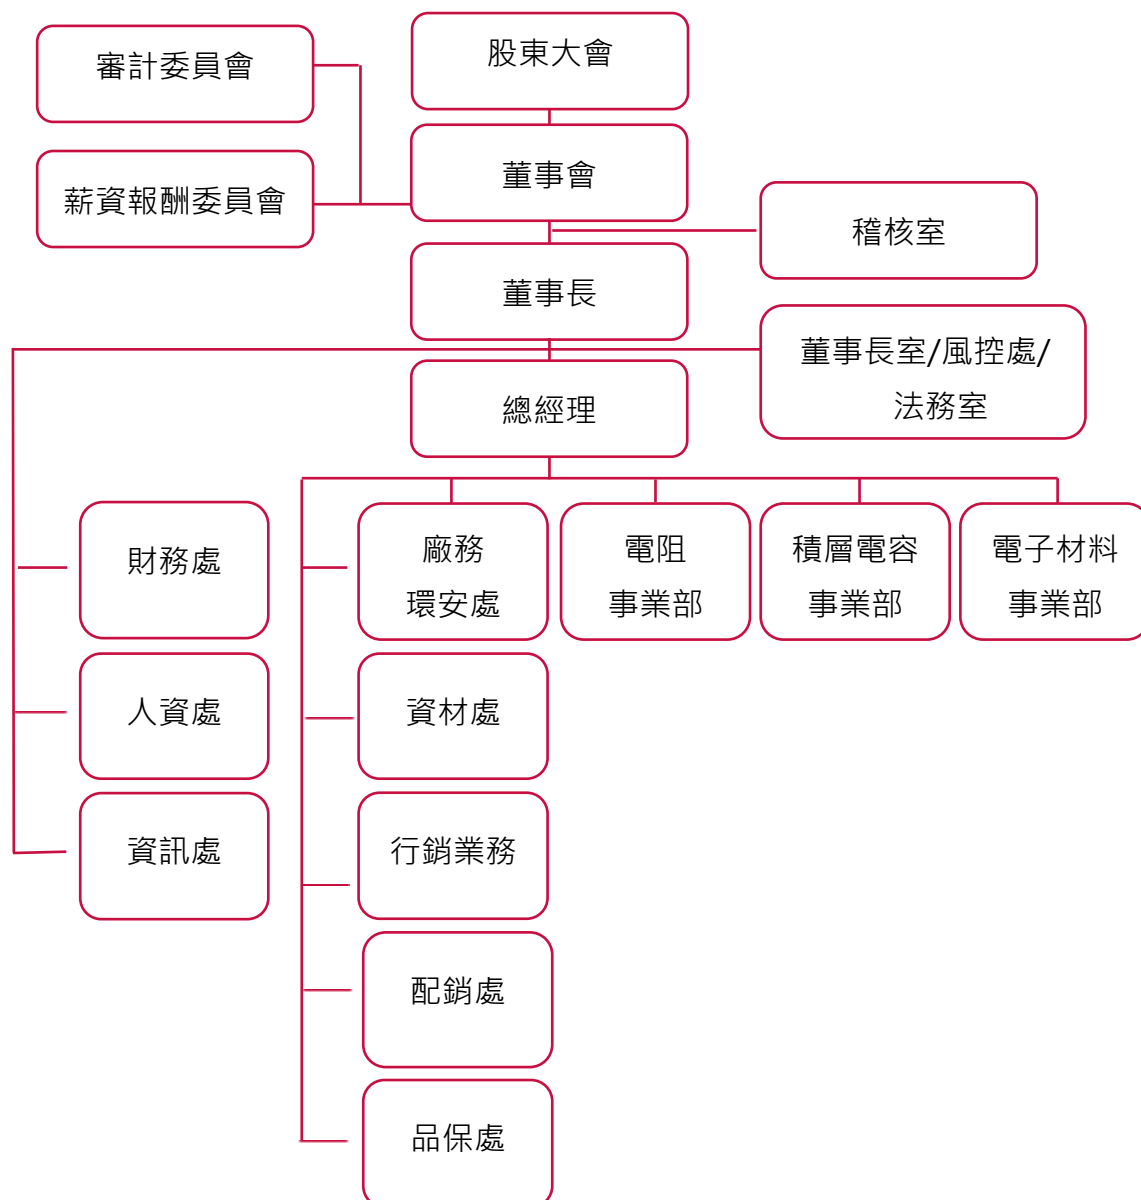 審計委員會
股東大會
薪資報酬委員會
董事會
稽核室
董事長
董事長室/風控處/
法務室
總經理
財務處
廠務
環安處
電阻
事業部
積層電容
事業部
電子材料
事業部
人資處
資材處
資訊處
行銷業務
配銷處
品保處